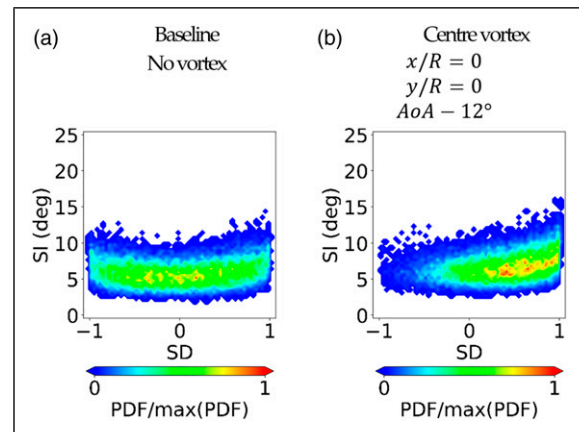 (a) Baseline
No vortex
(b) Centre vortex
x/R = 0
y/R = 0
AoA − 12°
25
20
15
10
5
0
SI (deg)
−1 0 1
SD
0 1
PDF/max(PDF)
25
20
15
10
5
0
SI (deg)
−1 0 1
SD
0 1
PDF/max(PDF)